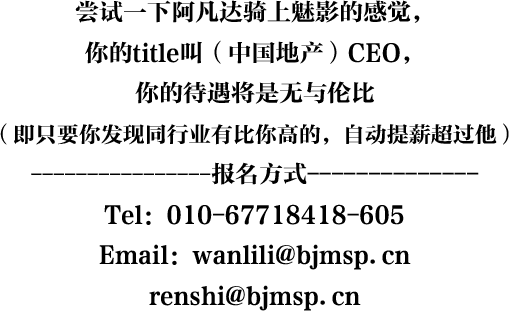 尝试一下阿凡达骑上魅影的感觉，
你的title叫（中国地产）CEO，
你的待遇将是无与伦比
（即只要你发现同行业有比你高的，自动提薪超过他）
----------------报名方式---------------
Tel: 010-67718418-605
Email: wanlili@bjmsp.cn
renshi@bjmsp.cn